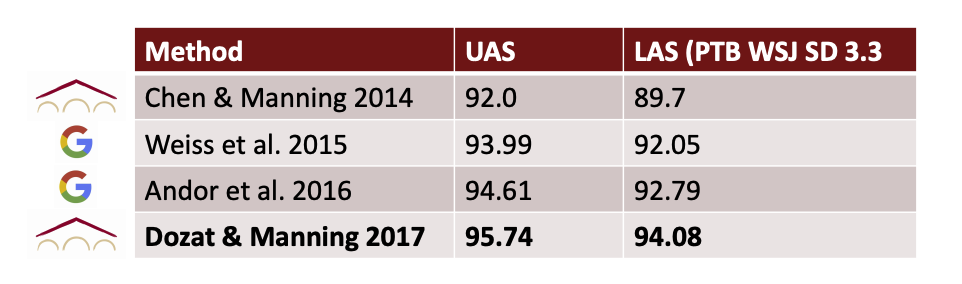 Method UAS LAS (PTB WSJ SD 3.3
Chen & Manning 2014 92.0 89.7
Weiss et al. 2015 93.99 92.05
Andor et al. 2016 94.61 92.79
Dozat & Manning 2017 95.74 94.08